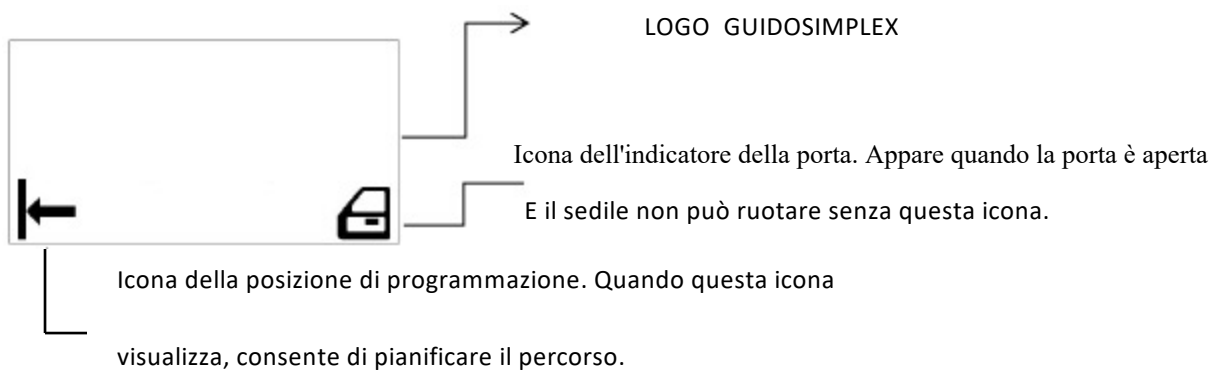 LOGO GUIDOSIMPLEX
Icona dell'indicatore della porta. Appare quando la porta è aperta
E il sedile non può ruotare senza questa icona.
Icona della posizione di programmazione. Quando questa icona
visualizza, consente di pianificare il percorso.